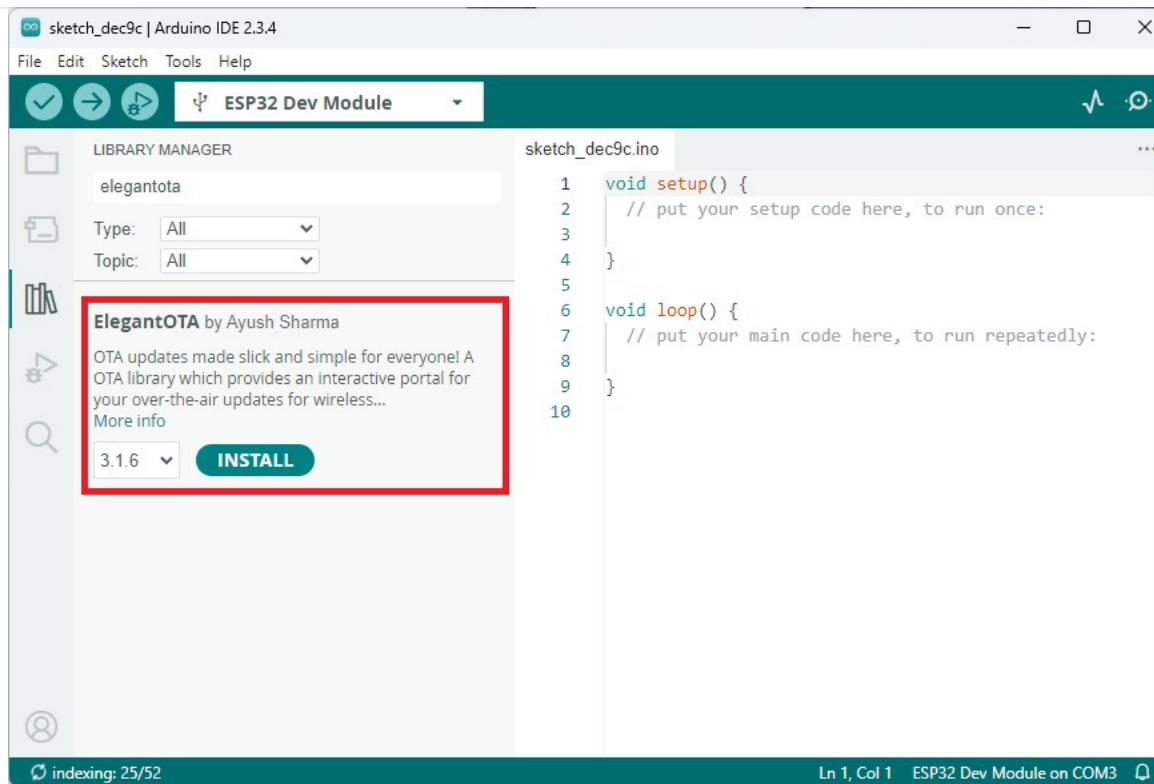 sketch_dec9c | Arduino IDE 2.3.4
File Edit Sketch Tools Help
ESP32 Dev Module
LIBRARY MANAGER
elegantota
Type: All
Topic: All
ElegantOTA by Ayush Sharma
OTA updates made slick and simple for everyone! A
OTA library which provides an interactive portal for
your over-the-air updates for wireless...
More info
3.1.6 INSTALL
sketch_dec9c.ino
...
1 void setup() {
2 // put your setup code here, to run once:
3
4 }
5
6 void loop() {
7 // put your main code here, to run repeatedly:
8
9 }
10
indexing: 25/52
Ln 1, Col 1 ESP32 Dev Module on COM3